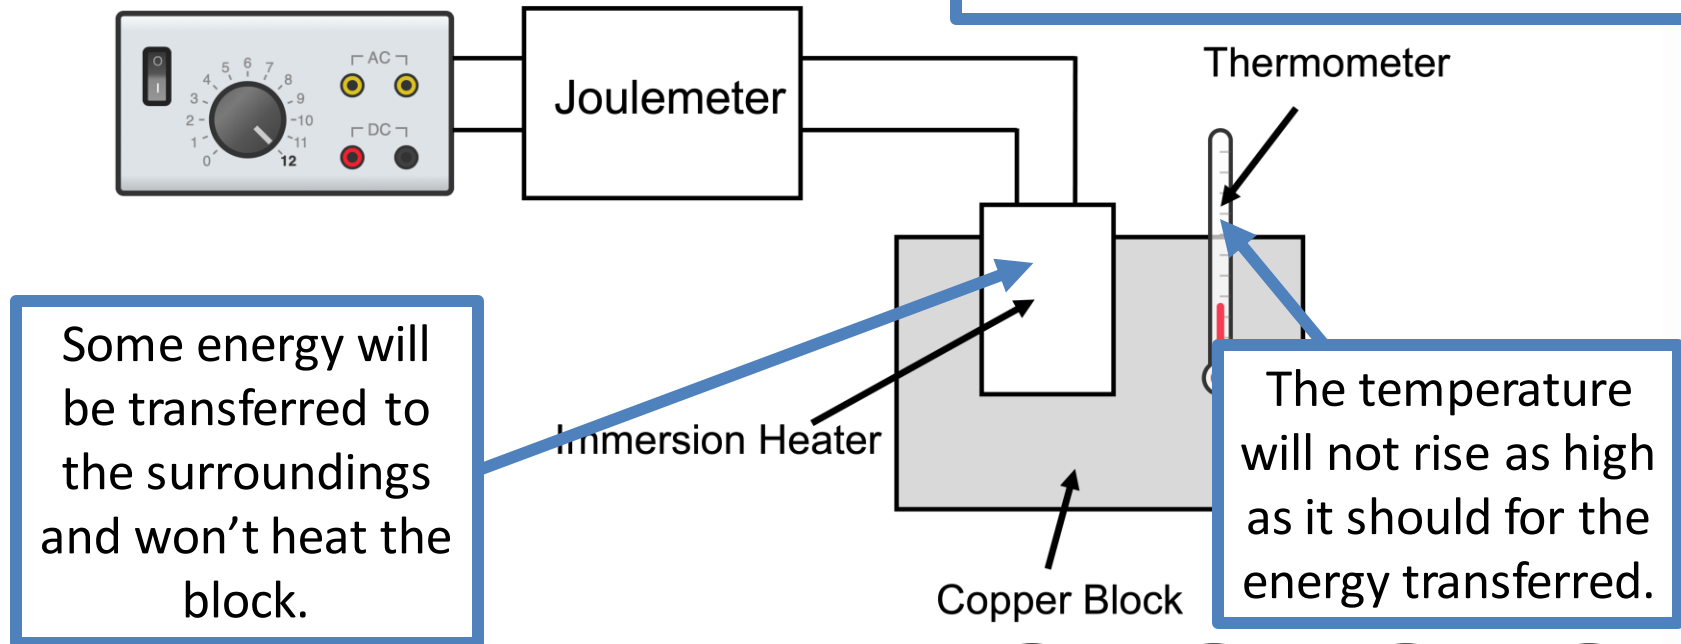 AC
DC
O
I
0
1
2
3
4
5
6
7
8
9
10
11
12
Joulemeter
Thermometer
Some energy will
be transferred to
the surroundings
and won't heat the
block.
Immersion Heater
Copper Block
The temperature
will not rise as high
as it should for the
energy transferred.